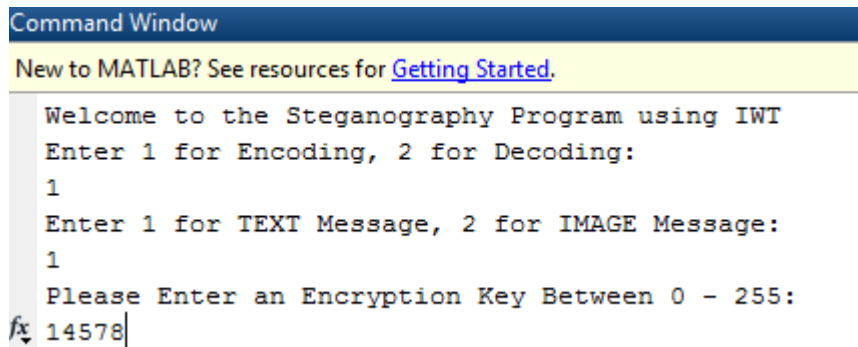 Command Window
New to MATLAB? See resources for Getting Started.
Welcome to the Steganography Program using IWT
Enter 1 for Encoding, 2 for Decoding:
1
Enter 1 for TEXT Message, 2 for IMAGE Message:
1
Please Enter an Encryption Key Between 0 - 255:
fx 14578